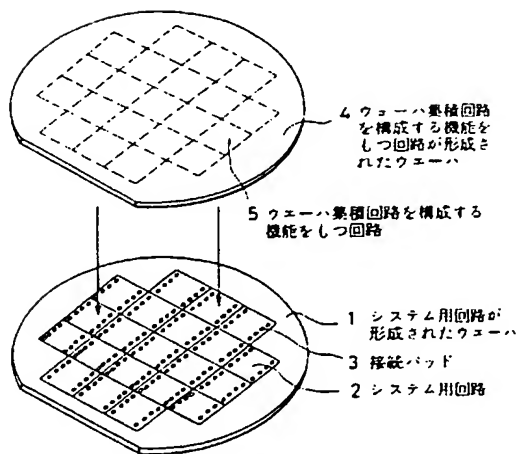 4 ウェーハ集積回路
を構成する機能を
もつ回路が形成さ
れたウエーハ
5 ウエーハ集積回路を構成する
機能をもつ回路
1 システム用回路が
形成されたウェーハ
3 接続パッド
2 システム用回路